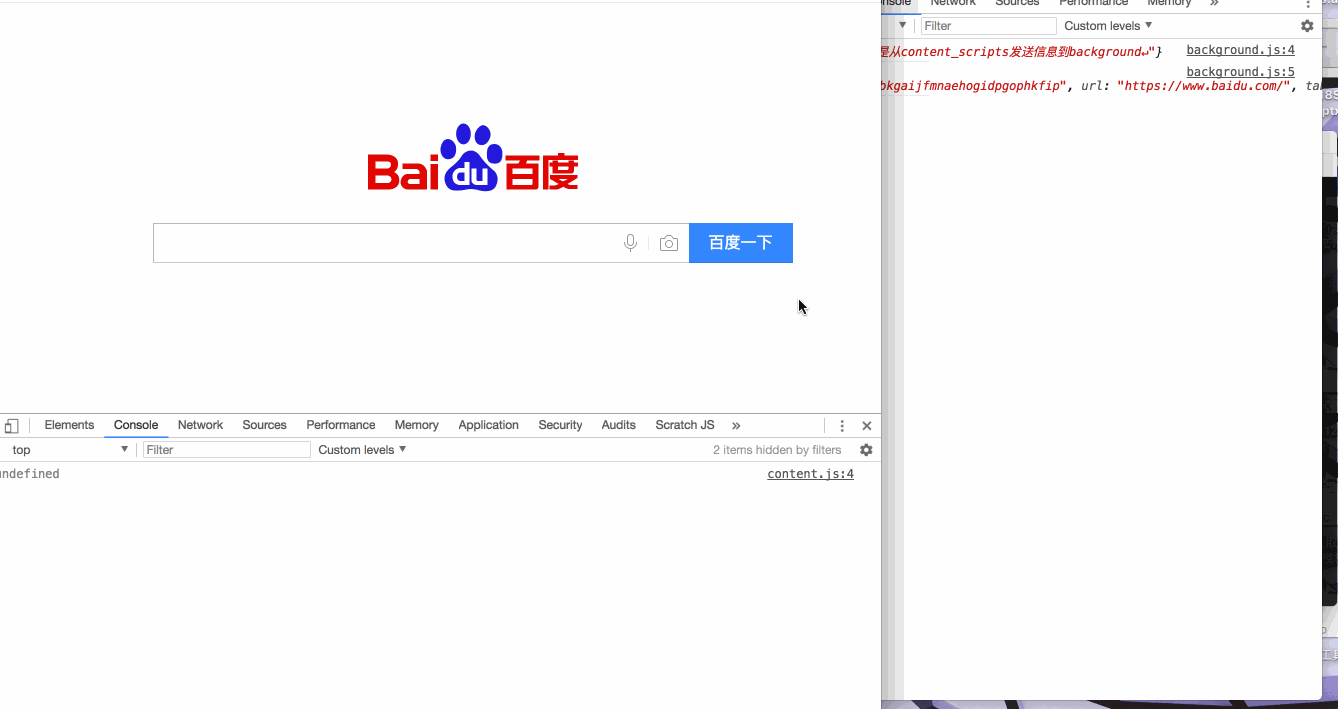 Bai du 百度
百度一下
Elements Console Network Sources Performance Memory Application Security Audits Scratch JS »
top Filter Custom levels 2 items hidden by filters
undefined content.js:4
nsole Network Sources Performance Memory »
Filter Custom levels
是从content_scripts发送信息到background↵"} background.js:4
background.js:5
bkgaijfmnaehogidpgophkfip", url: "https://www.baidu.com/", ta